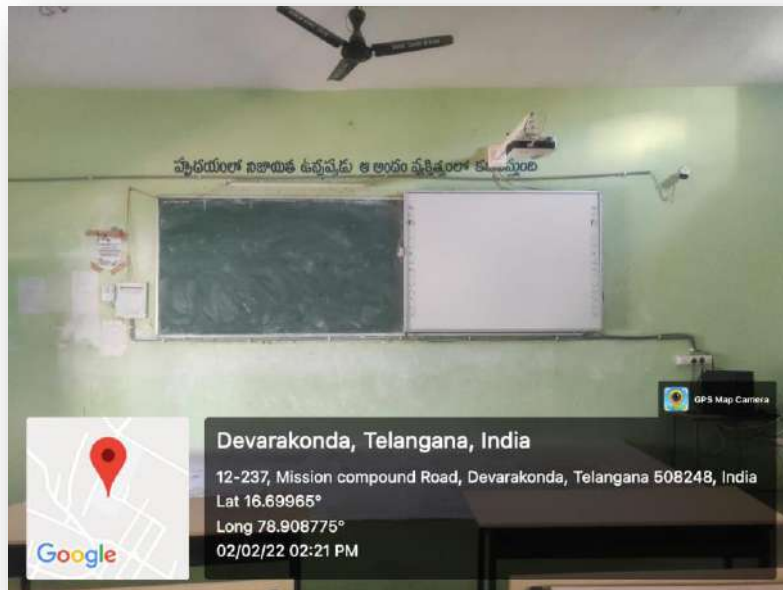 హృదయంలో నిజాయితి ఉన్నప్పుడు ఆ అందం వ్యక్తిత్వంలో
GPS Map Camera
Devarakonda, Telangana, India
12-237, Mission compound Road, Devarakonda, Telangana 508248, India
Lat 16.69965°
Long 78.908775°
02/02/22 02:21 PM
Google